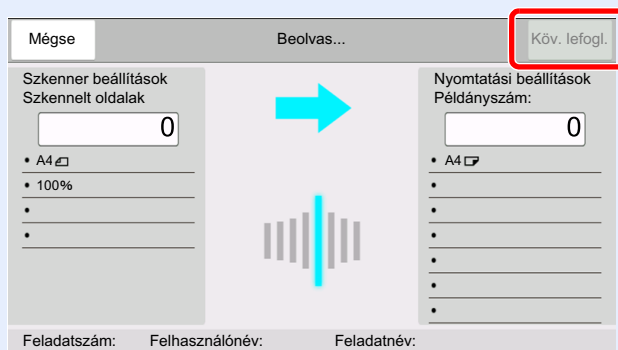 Mégse
Beolvas...
Köv. lefogl.
Szkenner beállítások
Szkennelt oldalak
0
• A4
• 100%
•
•
Nyomtatási beállítások
Példányszám:
0
• A4
•
•
•
•
•
•
Feladatszám: Felhasználónév: Feladatnév: